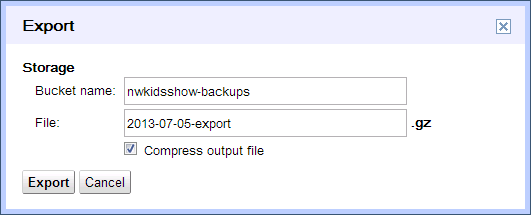 Export
Storage
Bucket name: nwkidsshow-backups
File: 2013-07-05-export .gz
Compress output file
Export Cancel